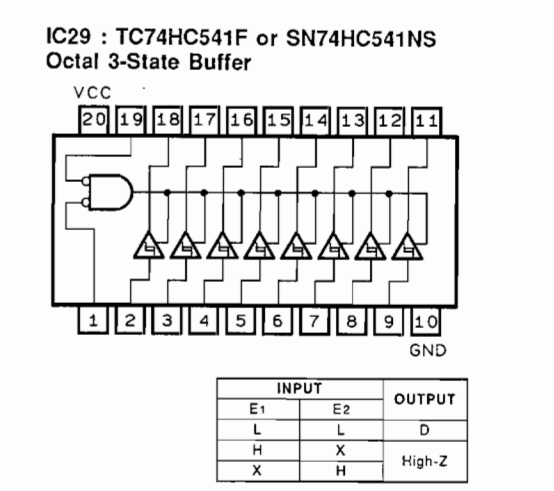 IC29 : TC74HC541F or SN74HC541NS
Octal 3-State Buffer
VCC
20 19 18 17 16 15 14 13 12 11
1 2 3 4 5 6 7 8 9 10
GND
INPUT OUTPUT
E1 E2
L L D
H X High-Z
X H